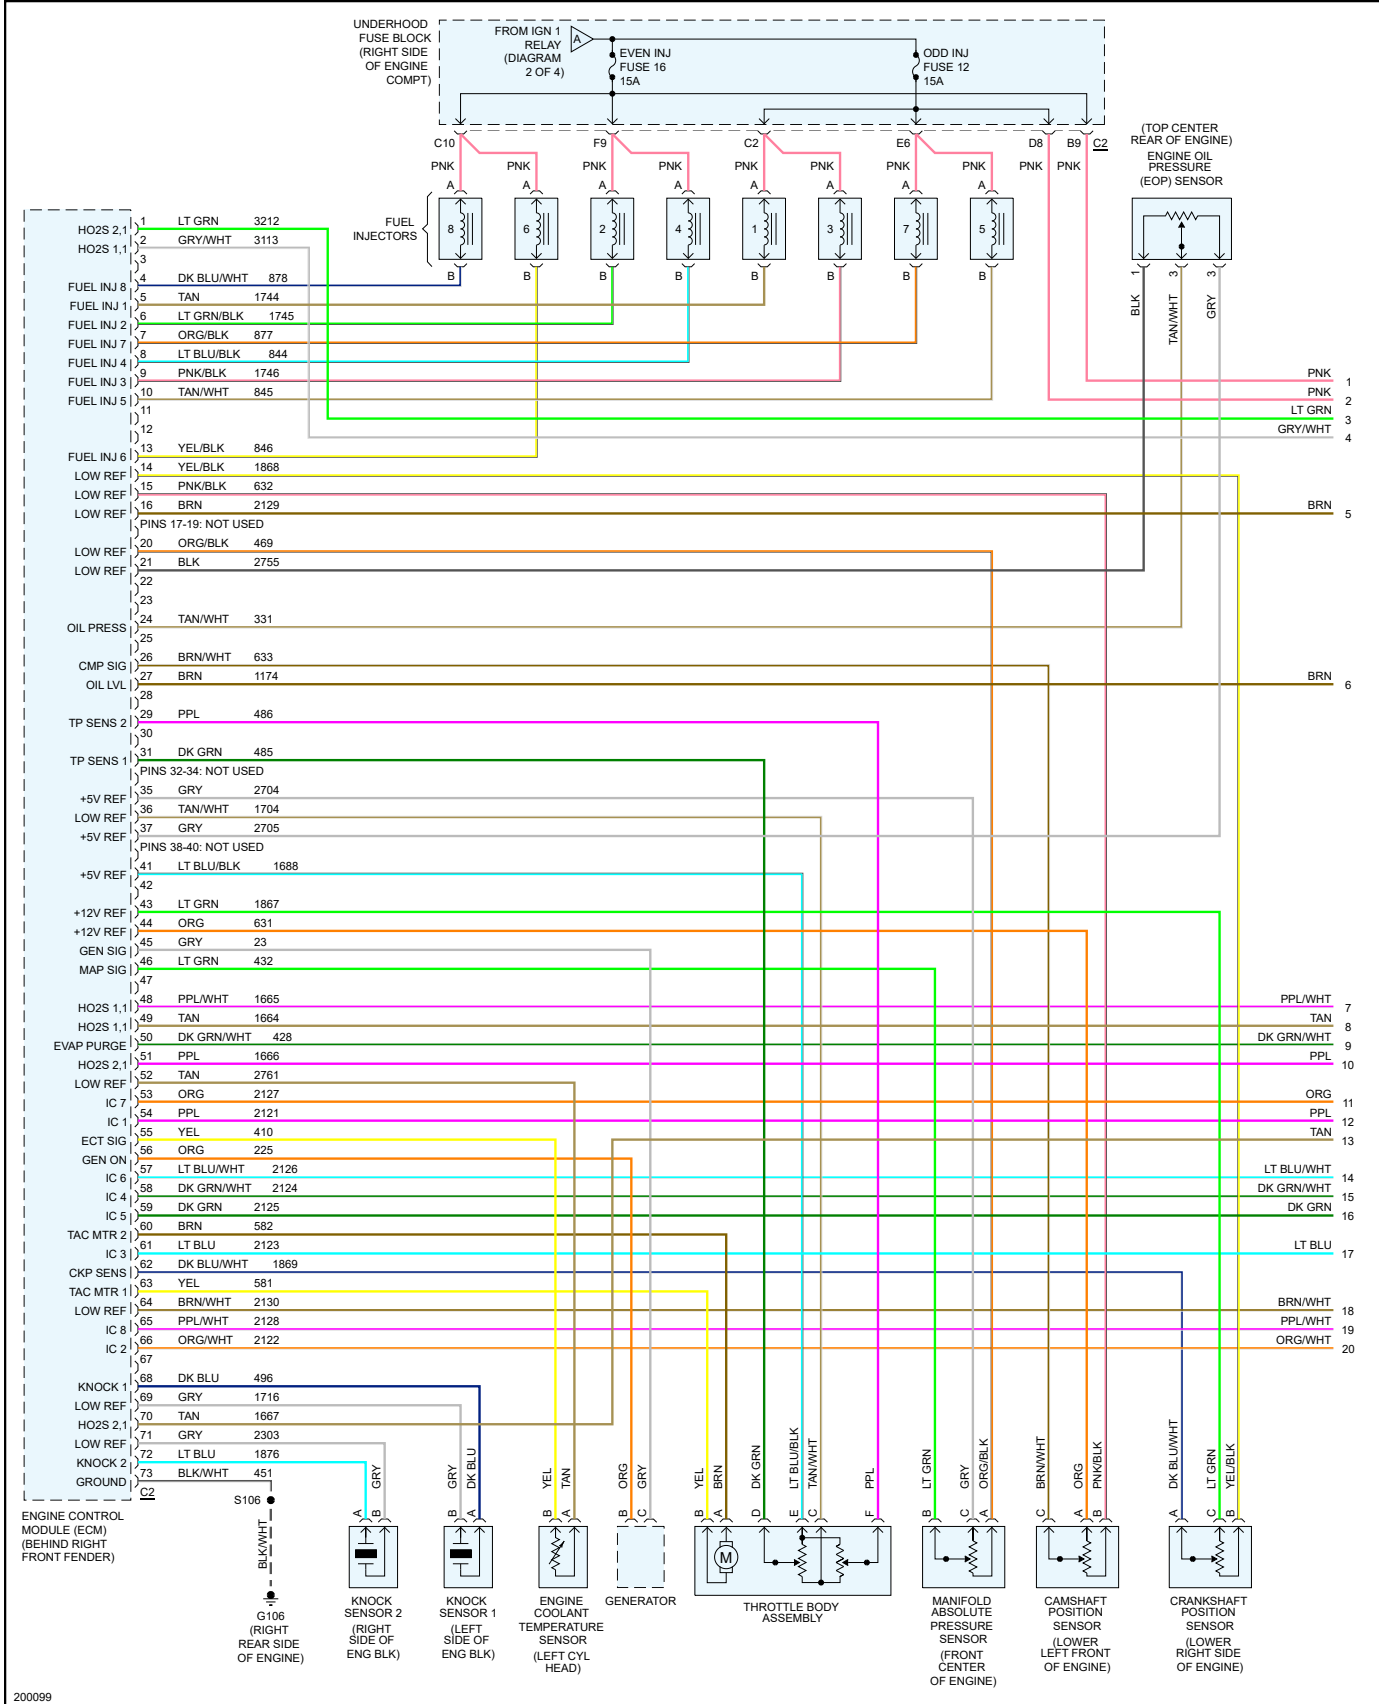 UNDERHOOD
FUSE BLOCK
(RIGHT SIDE
OF ENGINE
COMPT)
FROM IGN 1
RELAY
(DIAGRAM
2 OF 4)
A
EVEN INJ
FUSE 16
15A
ODD INJ
FUSE 12
15A
C10 F9 C2 E6 D8 B9 C2
PNK PNK PNK PNK PNK PNK PNK PNK PNK PNK
A A A A A A A A
FUEL
INJECTORS
8 6 2 4 1 3 7 5
B B B B B B B B
(TOP CENTER
REAR OF ENGINE)
ENGINE OIL
PRESSURE
(EOP) SENSOR
1 3 3
BLK TAN/WHT GRY
HO2S 2,1 1 LT GRN 3212
HO2S 1,1 2 GRY/WHT 3113
3
FUEL INJ 8 4 DK BLU/WHT 878
FUEL INJ 1 5 TAN 1744
FUEL INJ 2 6 LT GRN/BLK 1745
FUEL INJ 7 7 ORG/BLK 877
FUEL INJ 4 8 LT BLU/BLK 844
FUEL INJ 3 9 PNK/BLK 1746
PNK 1
FUEL INJ 5 10 TAN/WHT 845
PNK 2
11
LT GRN 3
12
GRY/WHT 4
FUEL INJ 6 13 YEL/BLK 846
LOW REF 14 YEL/BLK 1868
LOW REF 15 PNK/BLK 632
LOW REF 16 BRN 2129 BRN 5
PINS 17-19: NOT USED
LOW REF 20 ORG/BLK 469
LOW REF 21 BLK 2755
22
23
OIL PRESS 24 TAN/WHT 331
25
CMP SIG 26 BRN/WHT 633
OIL LVL 27 BRN 1174 BRN 6
28
TP SENS 2 29 PPL 486
30
TP SENS 1 31 DK GRN 485
PINS 32-34: NOT USED
+5V REF 35 GRY 2704
LOW REF 36 TAN/WHT 1704
+5V REF 37 GRY 2705
PINS 38-40: NOT USED
+5V REF 41 LT BLU/BLK 1688
42
+12V REF 43 LT GRN 1867
+12V REF 44 ORG 631
GEN SIG 45 GRY 23
MAP SIG 46 LT GRN 432
47
HO2S 1,1 48 PPL/WHT 1665 PPL/WHT 7
HO2S 1,1 49 TAN 1664 TAN 8
EVAP PURGE 50 DK GRN/WHT 428 DK GRN/WHT 9
HO2S 2,1 51 PPL 1666 PPL 10
LOW REF 52 TAN 2761
IC 7 53 ORG 2127 ORG 11
IC 1 54 PPL 2121 PPL 12
ECT SIG 55 YEL 410 TAN 13
GEN ON 56 ORG 225
IC 6 57 LT BLU/WHT 2126 LT BLU/WHT 14
IC 4 58 DK GRN/WHT 2124 DK GRN/WHT 15
IC 5 59 DK GRN 2125 DK GRN 16
TAC MTR 2 60 BRN 582
IC 3 61 LT BLU 2123 LT BLU 17
CKP SENS 62 DK BLU/WHT 1869
TAC MTR 1 63 YEL 581
LOW REF 64 BRN/WHT 2130 BRN/WHT 18
IC 8 65 PPL/WHT 2128 PPL/WHT 19
IC 2 66 ORG/WHT 2122 ORG/WHT 20
67
KNOCK 1 68 DK BLU 496
LOW REF 69 GRY 1716
HO2S 2,1 70 TAN 1667
LOW REF 71 GRY 2303
KNOCK 2 72 LT BLU 1876
GROUND 73 BLK/WHT 451
C2
ENGINE CONTROL
MODULE (ECM)
(BEHIND RIGHT
FRONT FENDER)
S106
BLK/WHT
G106
(RIGHT
REAR SIDE
OF ENGINE)
GRY
A C
KNOCK
SENSOR 2
(RIGHT
SIDE OF
ENG BLK)
GRY DK BLU
B A
KNOCK
SENSOR 1
(LEFT
SIDE OF
ENG BLK)
YEL TAN
B A
ENGINE
COOLANT
TEMPERATURE
SENSOR
(LEFT CYL
HEAD)
ORG GRY
B C
GENERATOR
YEL BRN DK GRN LT BLU/BLK TAN/WHT PPL
B A D E C F
M
THROTTLE BODY
ASSEMBLY
LT GRN GRY ORG/BLK
B C A
MANIFOLD
ABSOLUTE
PRESSURE
SENSOR
(FRONT
CENTER
OF ENGINE)
BRN/WHT ORG PNK/BLK
C A B
CAMSHAFT
POSITION
SENSOR
(LOWER
LEFT FRONT
OF ENGINE)
DK BLU/WHT LT GRN YEL/BLK
A C B
CRANKSHAFT
POSITION
SENSOR
(LOWER
RIGHT SIDE
OF ENGINE)
200099